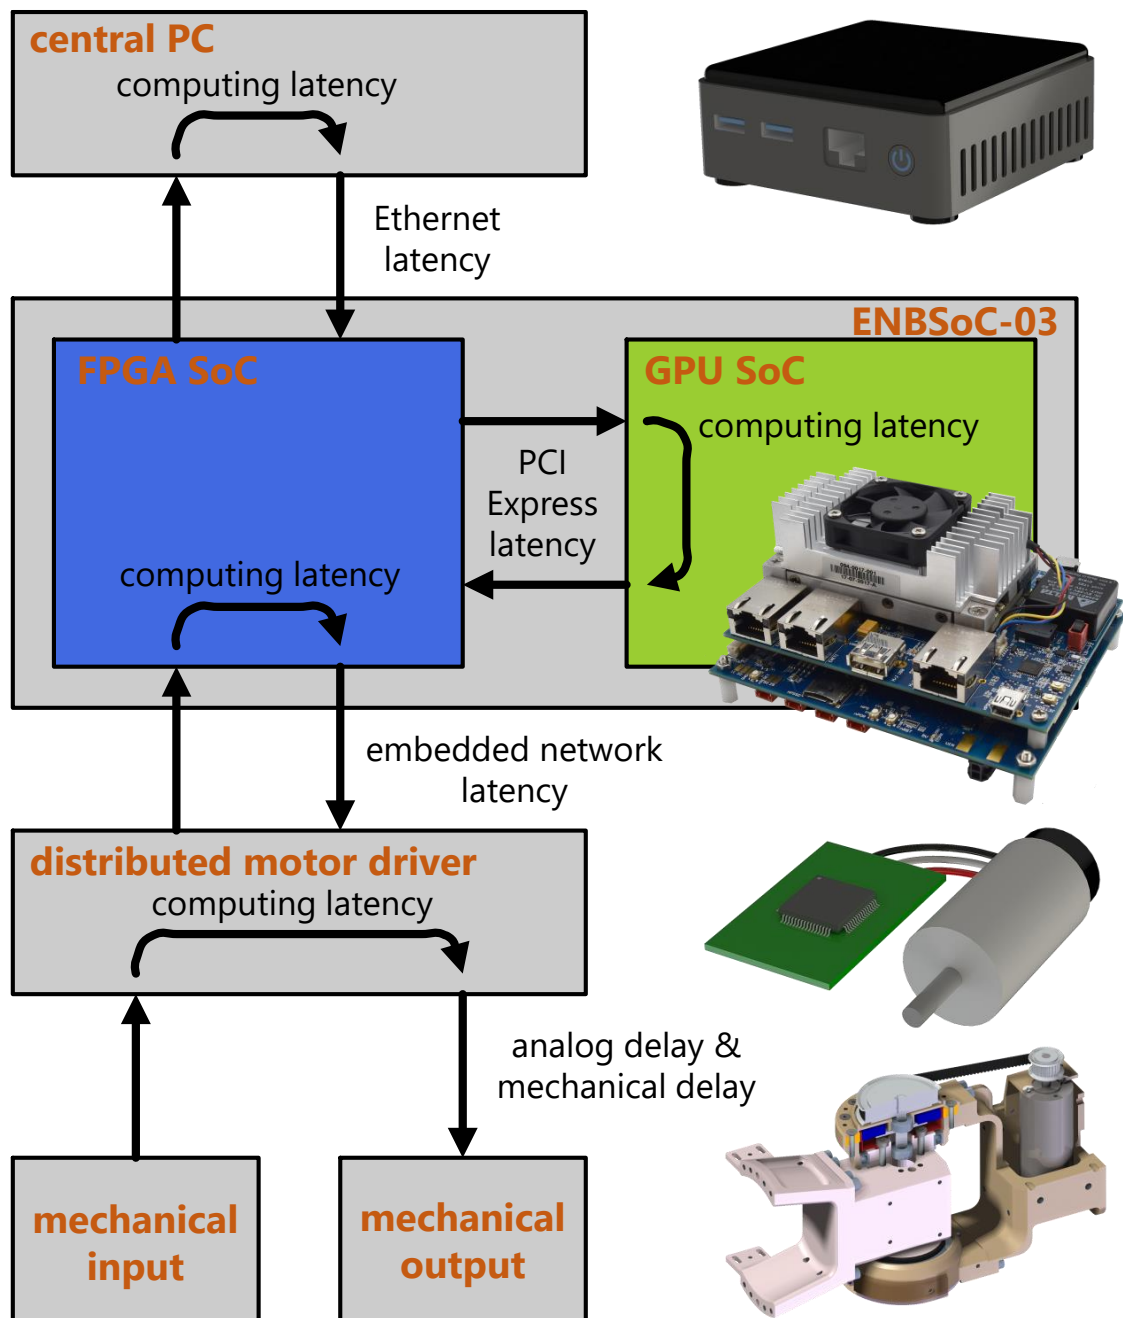 central PC
computing latency
Ethernet
latency
ENBSoC-03
FPGA SoC
GPU SoC
computing latency
PCI
Express
latency
computing latency
embedded network
latency
distributed motor driver
computing latency
analog delay &
mechanical delay
mechanical
input
mechanical
output